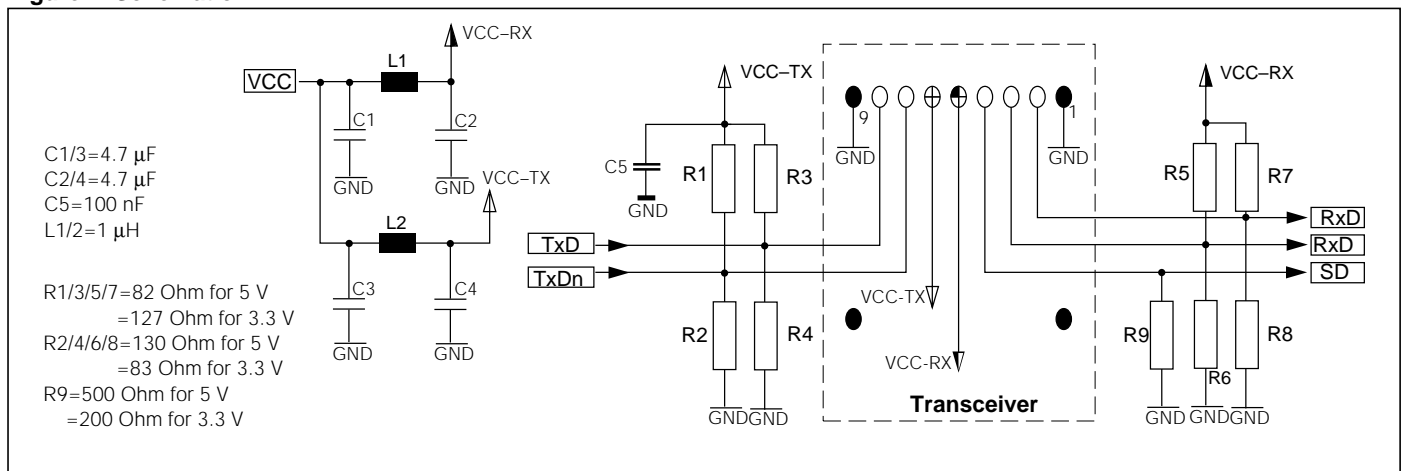 VCC–RX
VCC
L1
C1
C2
GND
GND
VCC–TX
L2
C3
C4
GND
GND
C1/3=4.7 μF
C2/4=4.7 μF
C5=100 nF
L1/2=1 μH
R1/3/5/7=82 Ohm for 5 V
=127 Ohm for 3.3 V
R2/4/6/8=130 Ohm for 5 V
=83 Ohm for 3.3 V
R9=500 Ohm for 5 V
=200 Ohm for 3.3 V
VCC–TX
C5
GND
R1
R3
TxD
TxDn
R2
R4
GND
GND
9
1
GND
GND
VCC-TX
VCC-RX
Transceiver
VCC–RX
R5
R7
RxD
RxD
SD
R9
R6
R8
GND
GND
GND